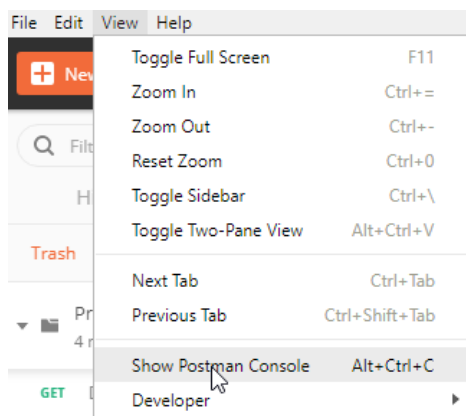 File Edit View Help
New
Toggle Full Screen F11
Zoom In Ctrl+=
Zoom Out Ctrl+-
Reset Zoom Ctrl+0
Toggle Sidebar Ctrl+\
Toggle Two-Pane View Alt+Ctrl+V
Trash
Next Tab Ctrl+Tab
Previous Tab Ctrl+Shift+Tab
Show Postman Console Alt+Ctrl+C
GET
Developer